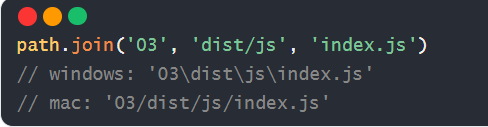 path.join('03', 'dist/js', 'index.js')
// windows: '03\dist\js\index.js'
// mac: '03/dist/js/index.js'